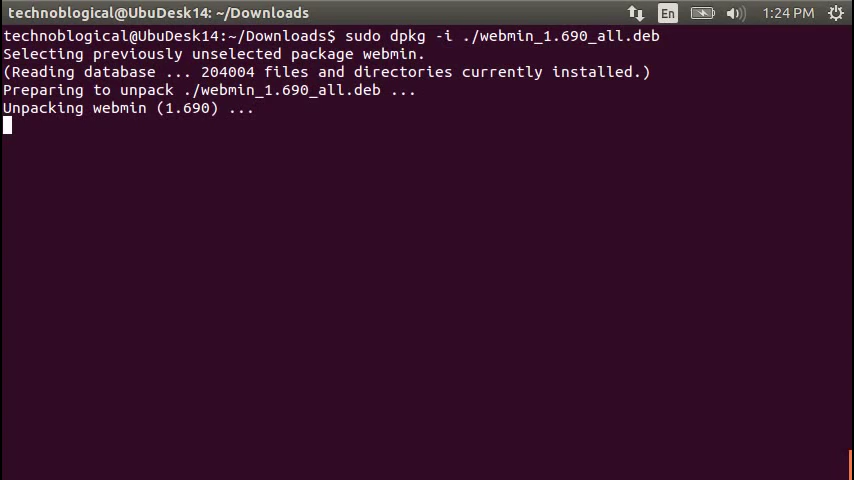 technoblogical@UbuDesk14: ~/Downloads
En
1:24 PM
technoblogical@UbuDesk14:~/Downloads$ sudo dpkg -i ./webmin_1.690_all.deb
Selecting previously unselected package webmin.
(Reading database ... 204004 files and directories currently installed.)
Preparing to unpack ./webmin_1.690_all.deb ...
Unpacking webmin (1.690) ...